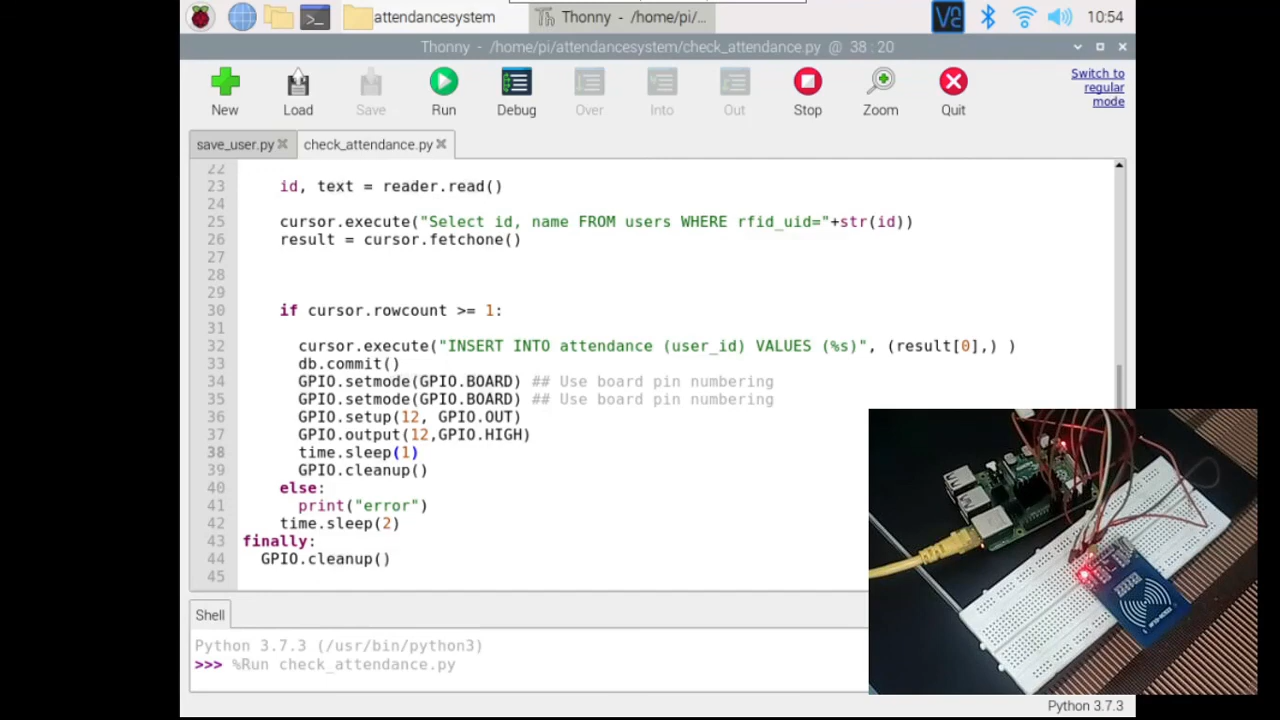 attendancesystem
Thonny - /home/pi/...
VNC
10:54
Thonny - /home/pi/attendancesystem/check_attendance.py @ 38 : 20
New
Load
Save
Run
Debug
Over
Into
Out
Stop
Zoom
Quit
Switch to
regular
mode
save_user.py
check_attendance.py
22
23 id, text = reader.read()
24
25 cursor.execute("Select id, name FROM users WHERE rfid_uid="+str(id))
26 result = cursor.fetchone()
27
28
29
30 if cursor.rowcount >= 1:
31
32 cursor.execute("INSERT INTO attendance (user_id) VALUES (%s)", (result[0],) )
33 db.commit()
34 GPIO.setmode(GPIO.BOARD) ## Use board pin numbering
35 GPIO.setmode(GPIO.BOARD) ## Use board pin numbering
36 GPIO.setup(12, GPIO.OUT)
37 GPIO.output(12,GPIO.HIGH)
38 time.sleep(1)
39 GPIO.cleanup()
40 else:
41 print("error")
42 time.sleep(2)
43 finally:
44 GPIO.cleanup()
45
Shell
Python 3.7.3 (/usr/bin/python3)
>>> %Run check_attendance.py
Python 3.7.3